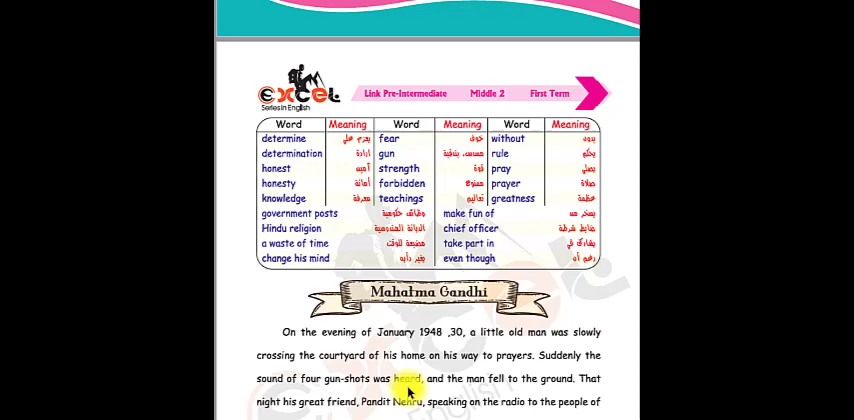 excel
Series in English
Link Pre-Intermediate Middle 2 First Term
Word Meaning Word Meaning Word Meaning
determine يعزم علي fear خوف without بدون
determination ارادة gun مسدس، بندقية rule يحكم
honest أمين strength قوة pray يصلي
honesty أمانة forbidden ممنوع prayer صلاة
knowledge معرفة teachings تعاليم greatness عظمة
government posts وظائف حكومية make fun of يسخر من
Hindu religion الديانة الهندوسية chief officer ضابط شرطة
a waste of time مضيعة للوقت take part in يشارك في
change his mind يغير رأيه even though رغم أن
Mahatma Gandhi
On the evening of January 1948 ,30, a little old man was slowly
crossing the courtyard of his home on his way to prayers. Suddenly the
sound of four gun-shots was heard, and the man fell to the ground. That
night his great friend, Pandit Nehru, speaking on the radio to the people of